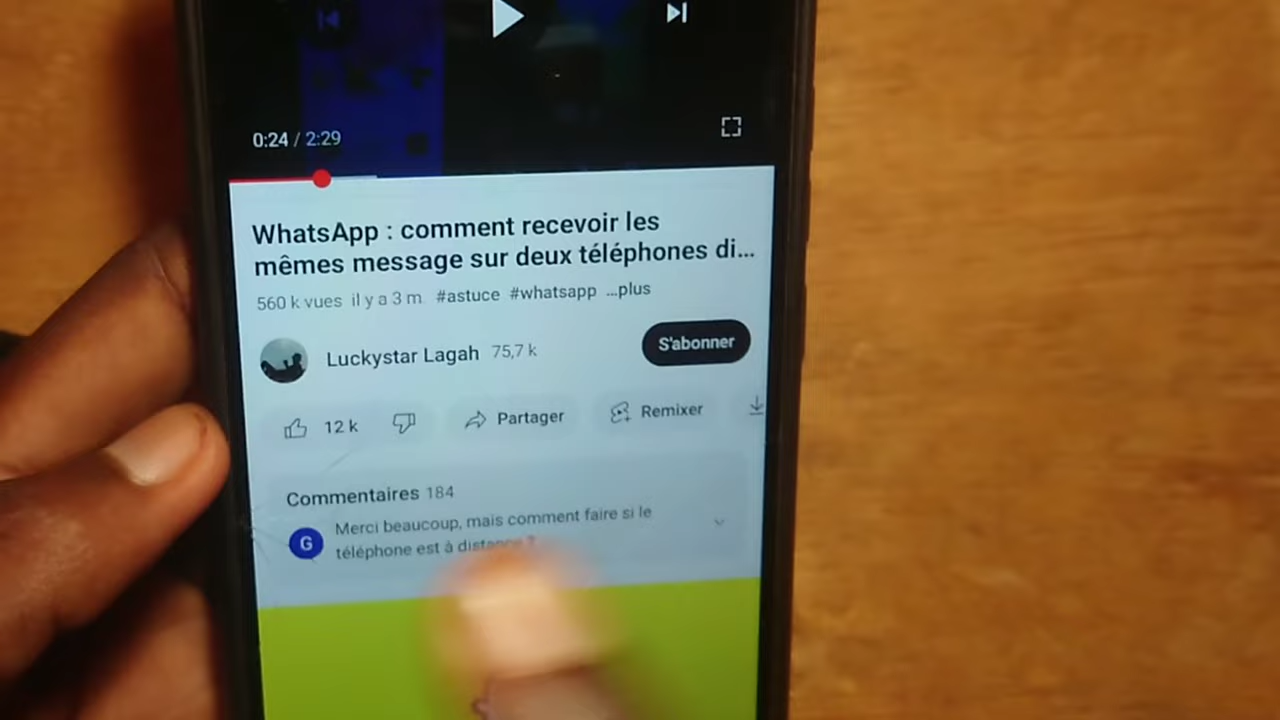 0:24 / 2:29
WhatsApp : comment recevoir les
mêmes message sur deux téléphones di...
560 k vues il y a 3 m #astuce #whatsapp ...plus
Luckystar Lagah 75,7 k
S'abonner
12 k
Partager
Remixer
Commentaires 184
G
Merci beaucoup, mais comment faire si le
téléphone est à distance ?